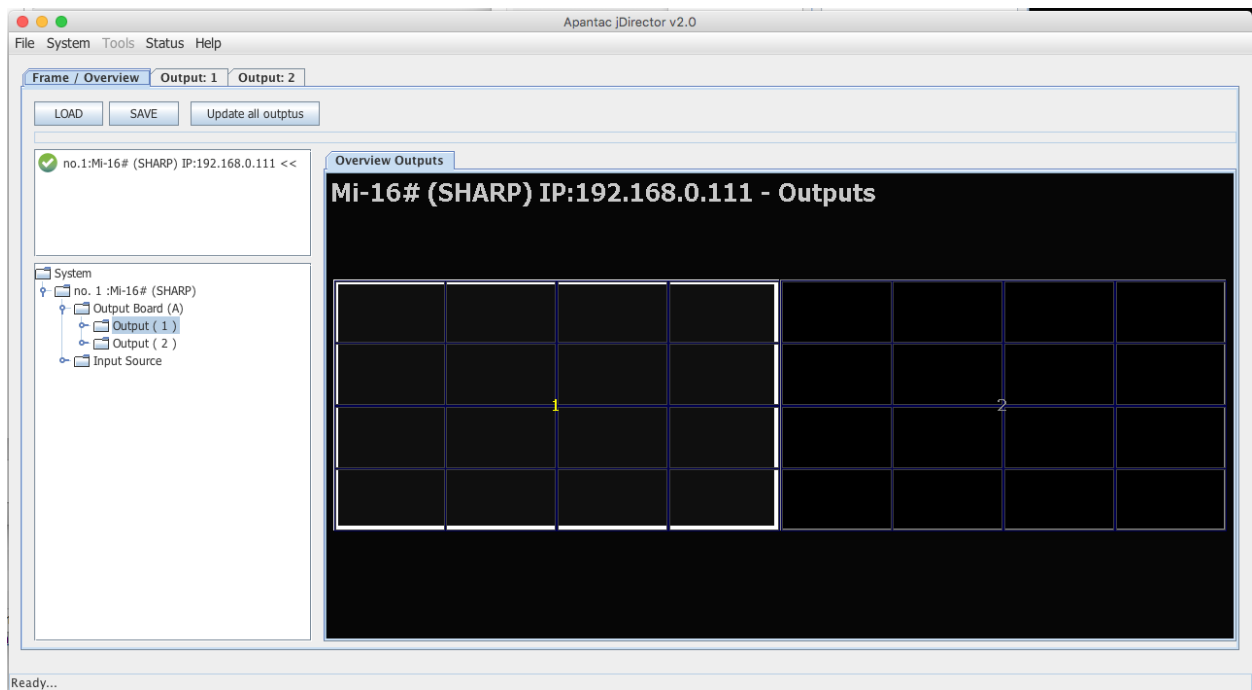 Apantac jDirector v2.0
File System Tools Status Help
Frame / Overview Output: 1 Output: 2
LOAD SAVE Update all outptus
no.1:Mi-16# (SHARP) IP:192.168.0.111 <<
Overview Outputs
Mi-16# (SHARP) IP:192.168.0.111 - Outputs
System
no. 1 :Mi-16# (SHARP)
Output Board (A)
Output ( 1 )
Output ( 2 )
Input Source
1 2
Ready...